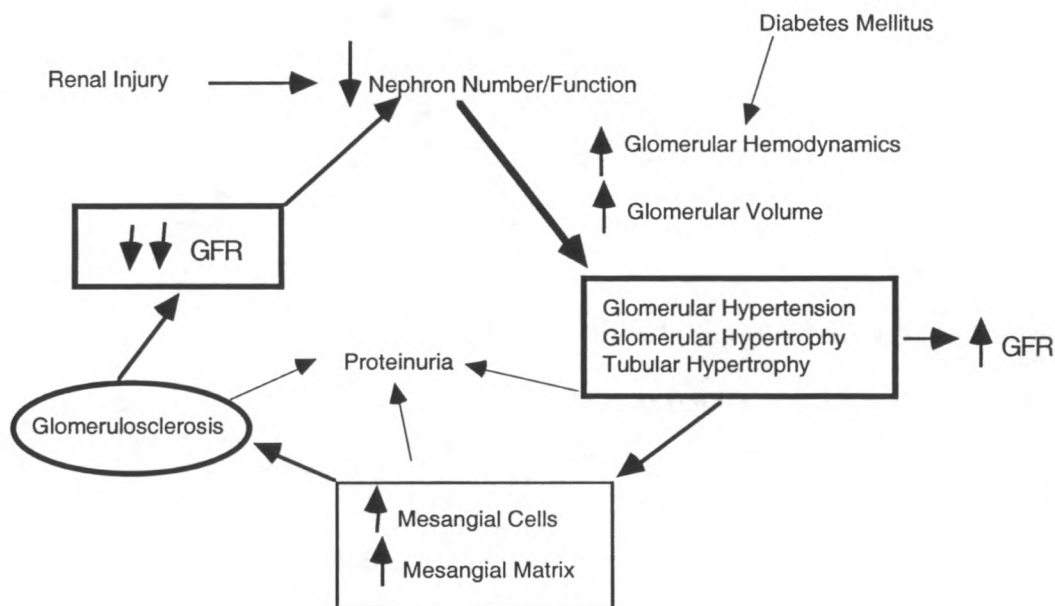 Diabetes Mellitus
Renal Injury
Nephron Number/Function
Glomerular Hemodynamics
Glomerular Volume
GFR
Glomerular Hypertension
Glomerular Hypertrophy
Tubular Hypertrophy
GFR
Proteinuria
Glomerulosclerosis
Mesangial Cells
Mesangial Matrix